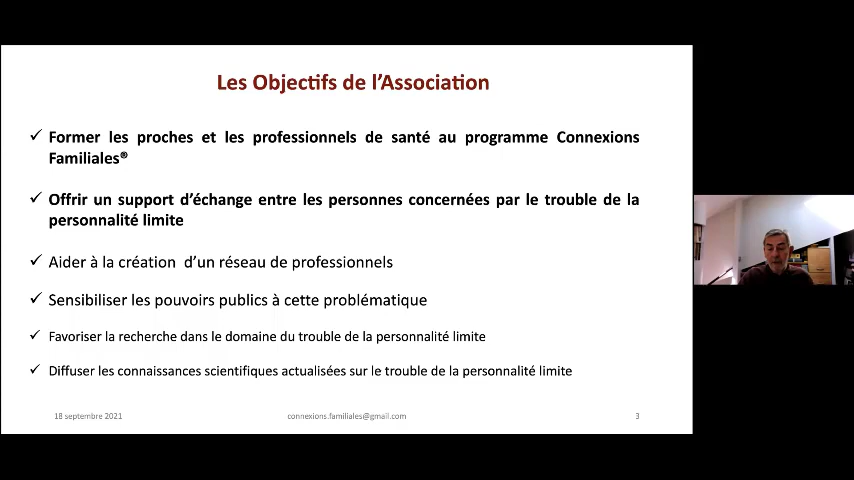 Les Objectifs de l'Association
✓ Former les proches et les professionnels de santé au programme Connexions
Familiales®
✓ Offrir un support d'échange entre les personnes concernées par le trouble de la
personnalité limite
✓ Aider à la création d'un réseau de professionnels
✓ Sensibiliser les pouvoirs publics à cette problématique
✓ Favoriser la recherche dans le domaine du trouble de la personnalité limite
✓ Diffuser les connaissances scientifiques actualisées sur le trouble de la personnalité limite
18 septembre 2021
connexions.familiales@gmail.com
3